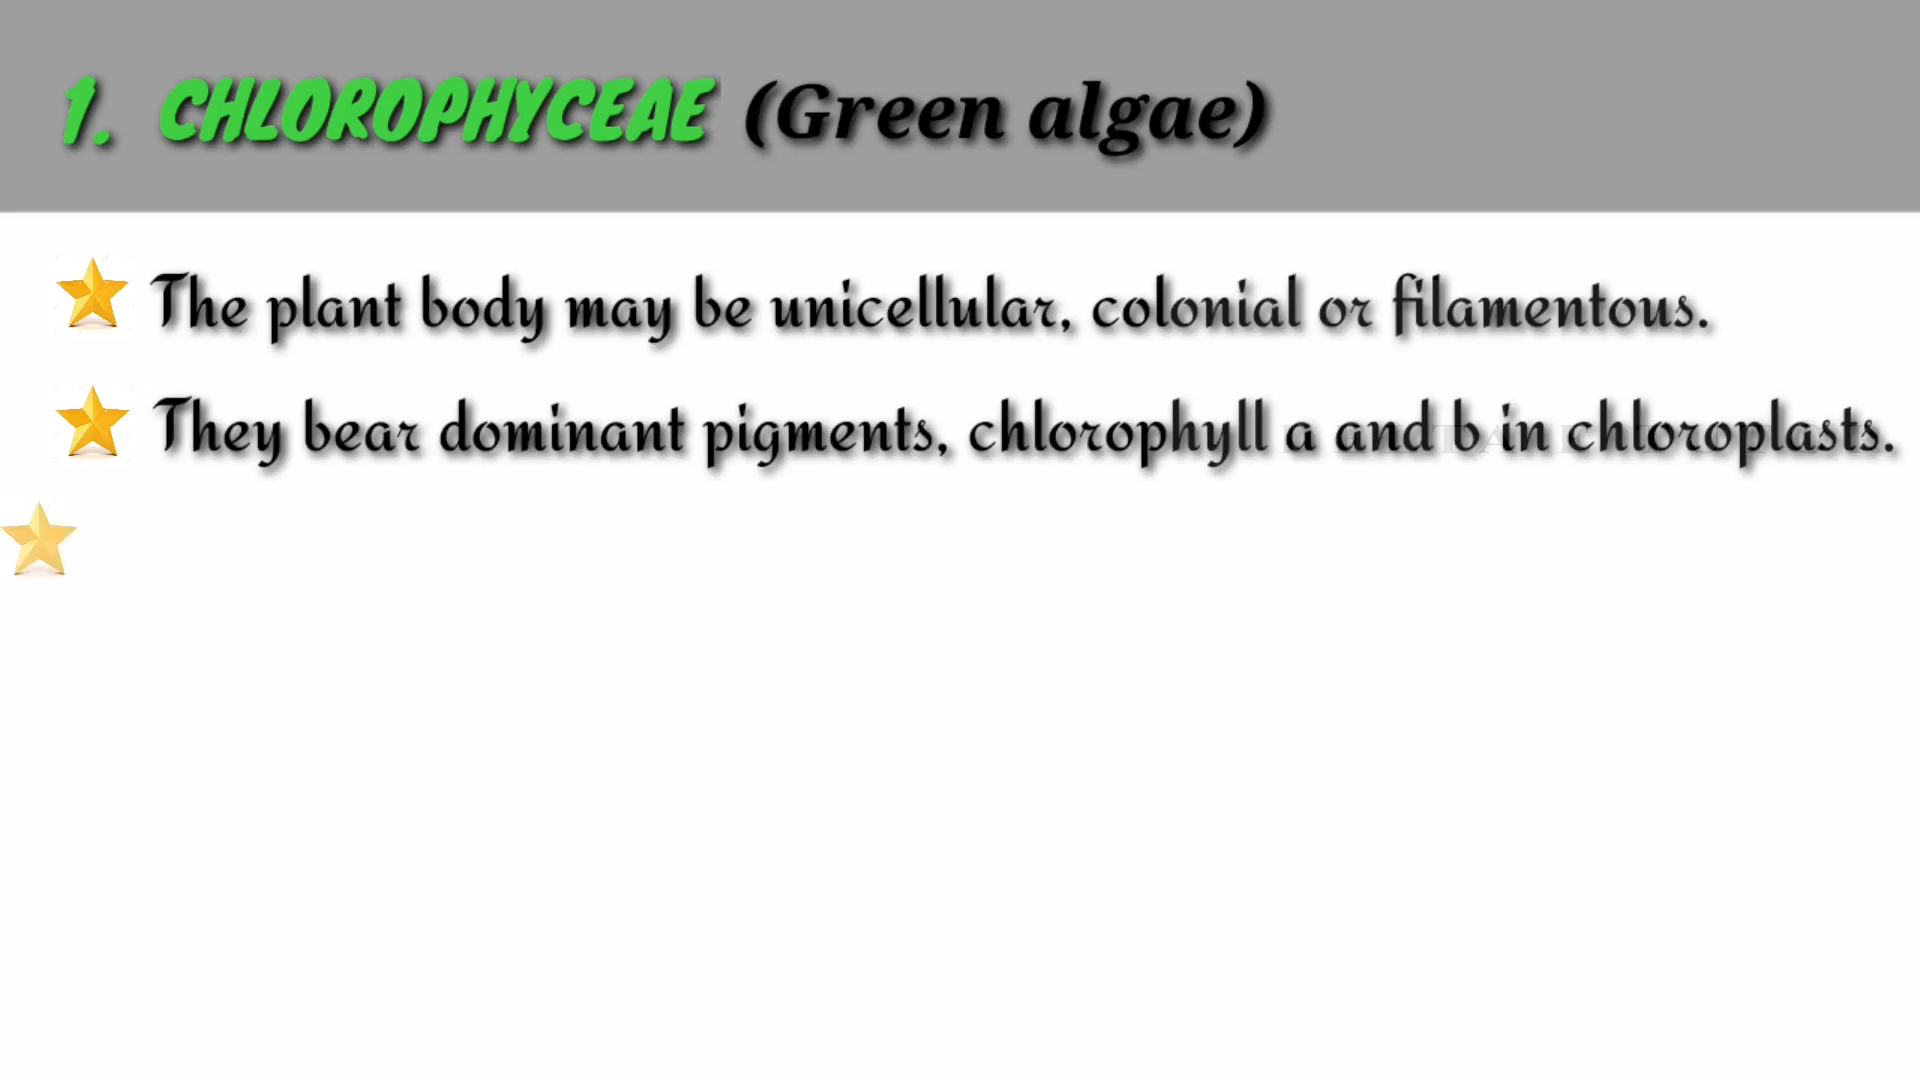 1. CHLOROPHYCEAE (Green algae)
The plant body may be unicellular, colonial or filamentous.
They bear dominant pigments, chlorophyll a and b in chloroplasts.